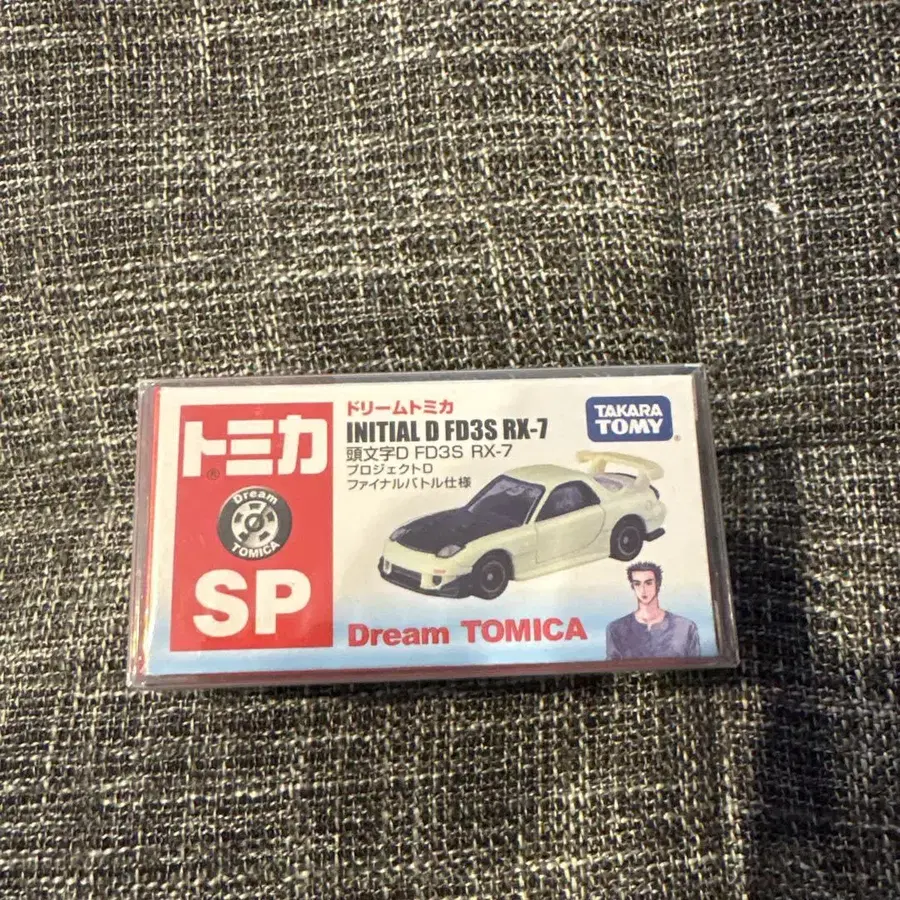 トミカ
®
Dream
TOMICA
SP
ドリームトミカ
INITIAL D FD3S RX-7
頭文字D FD3S RX-7
プロジェクトD
ファイナルバトル仕様
TAKARA
TOMY
®
Dream TOMICA